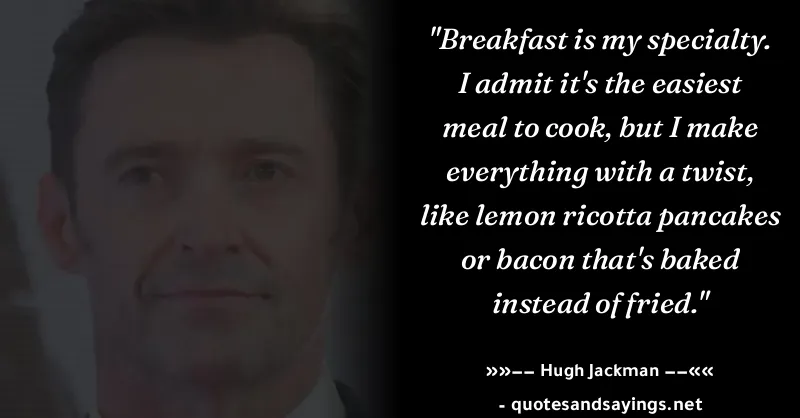 "Breakfast is my specialty.
I admit it's the easiest
meal to cook, but I make
everything with a twist,
like lemon ricotta pancakes
or bacon that's baked
instead of fried."
»»−− Hugh Jackman −−««
- quotesandsayings.net